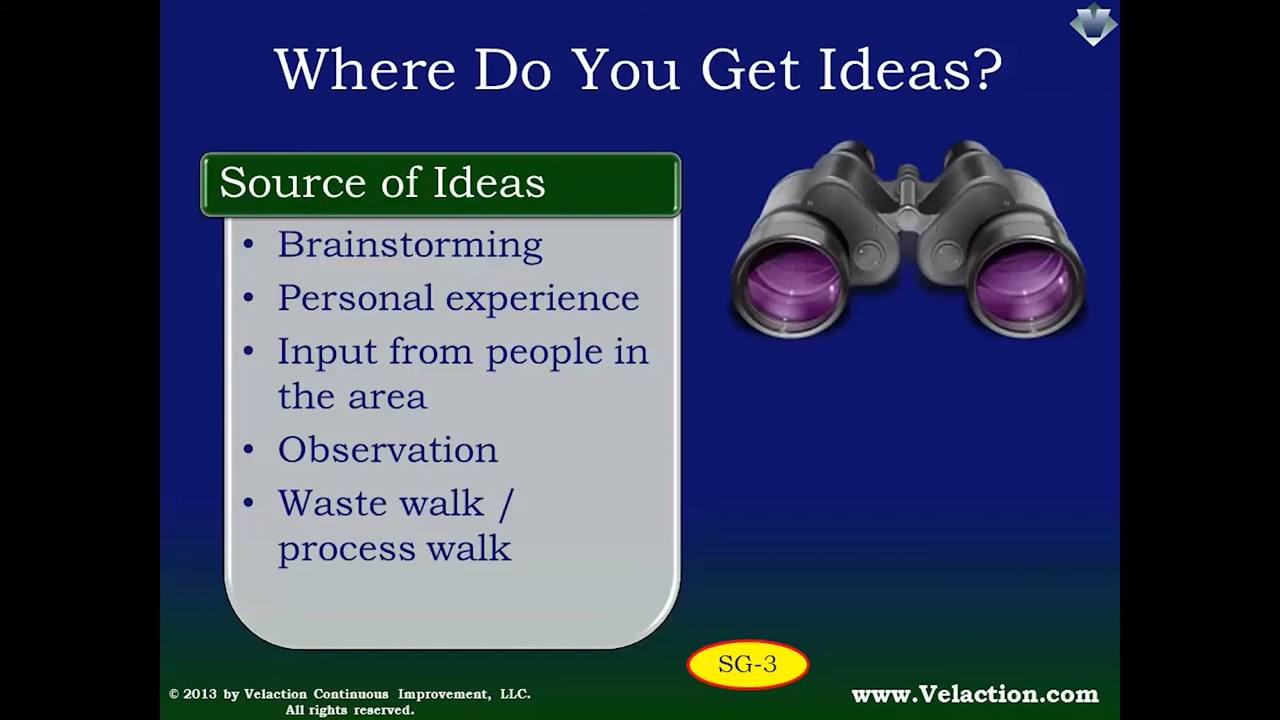 Where Do You Get Ideas?
Source of Ideas
• Brainstorming
• Personal experience
• Input from people in
the area
• Observation
• Waste walk /
process walk
SG-3
© 2013 by Velaction Continuous Improvement, LLC.
All rights reserved.
www.Velaction.com